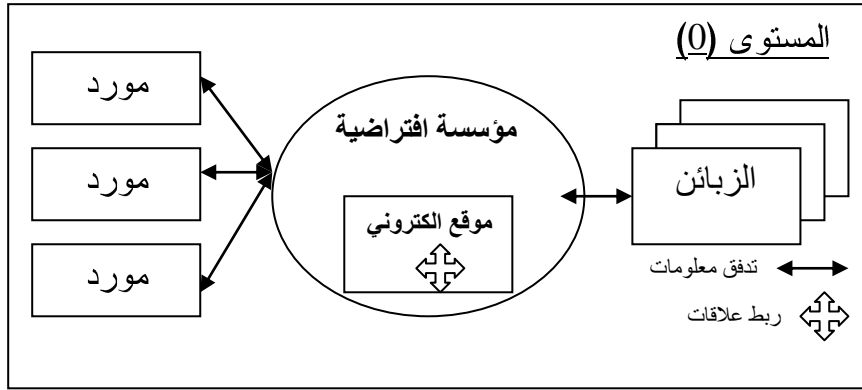 المستوى (0)
مورد
مورد
مورد
مؤسسة افتراضية
موقع الكتروني
الزبائن
تدفق معلومات
ربط علاقات